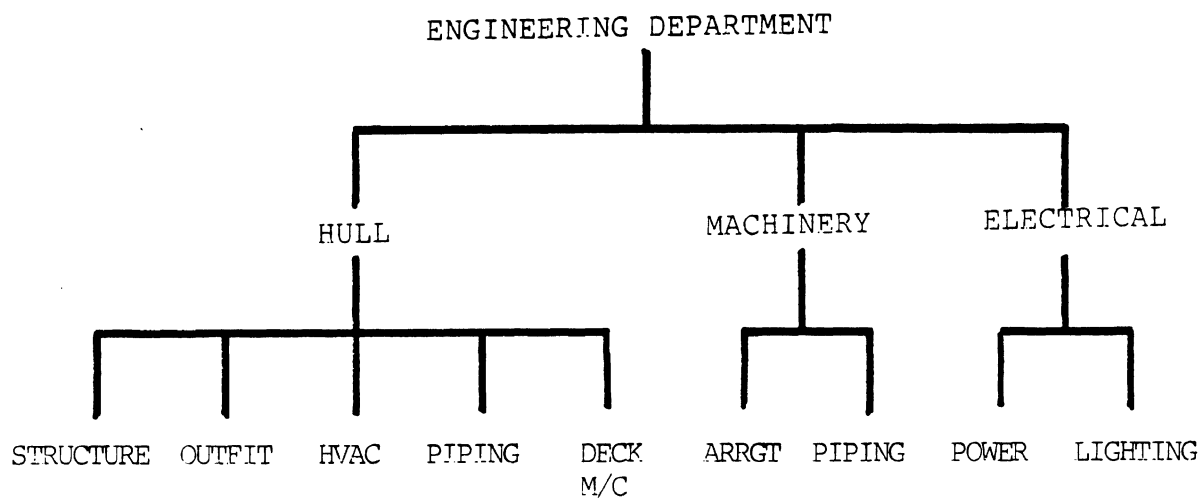 ENGINEERING DEPARTMENT
HULL MACHINERY ELECTRICAL
STRUCTURE OUTFIT HVAC PIPING DECK ARRGT PIPING POWER LIGHTING
M/C